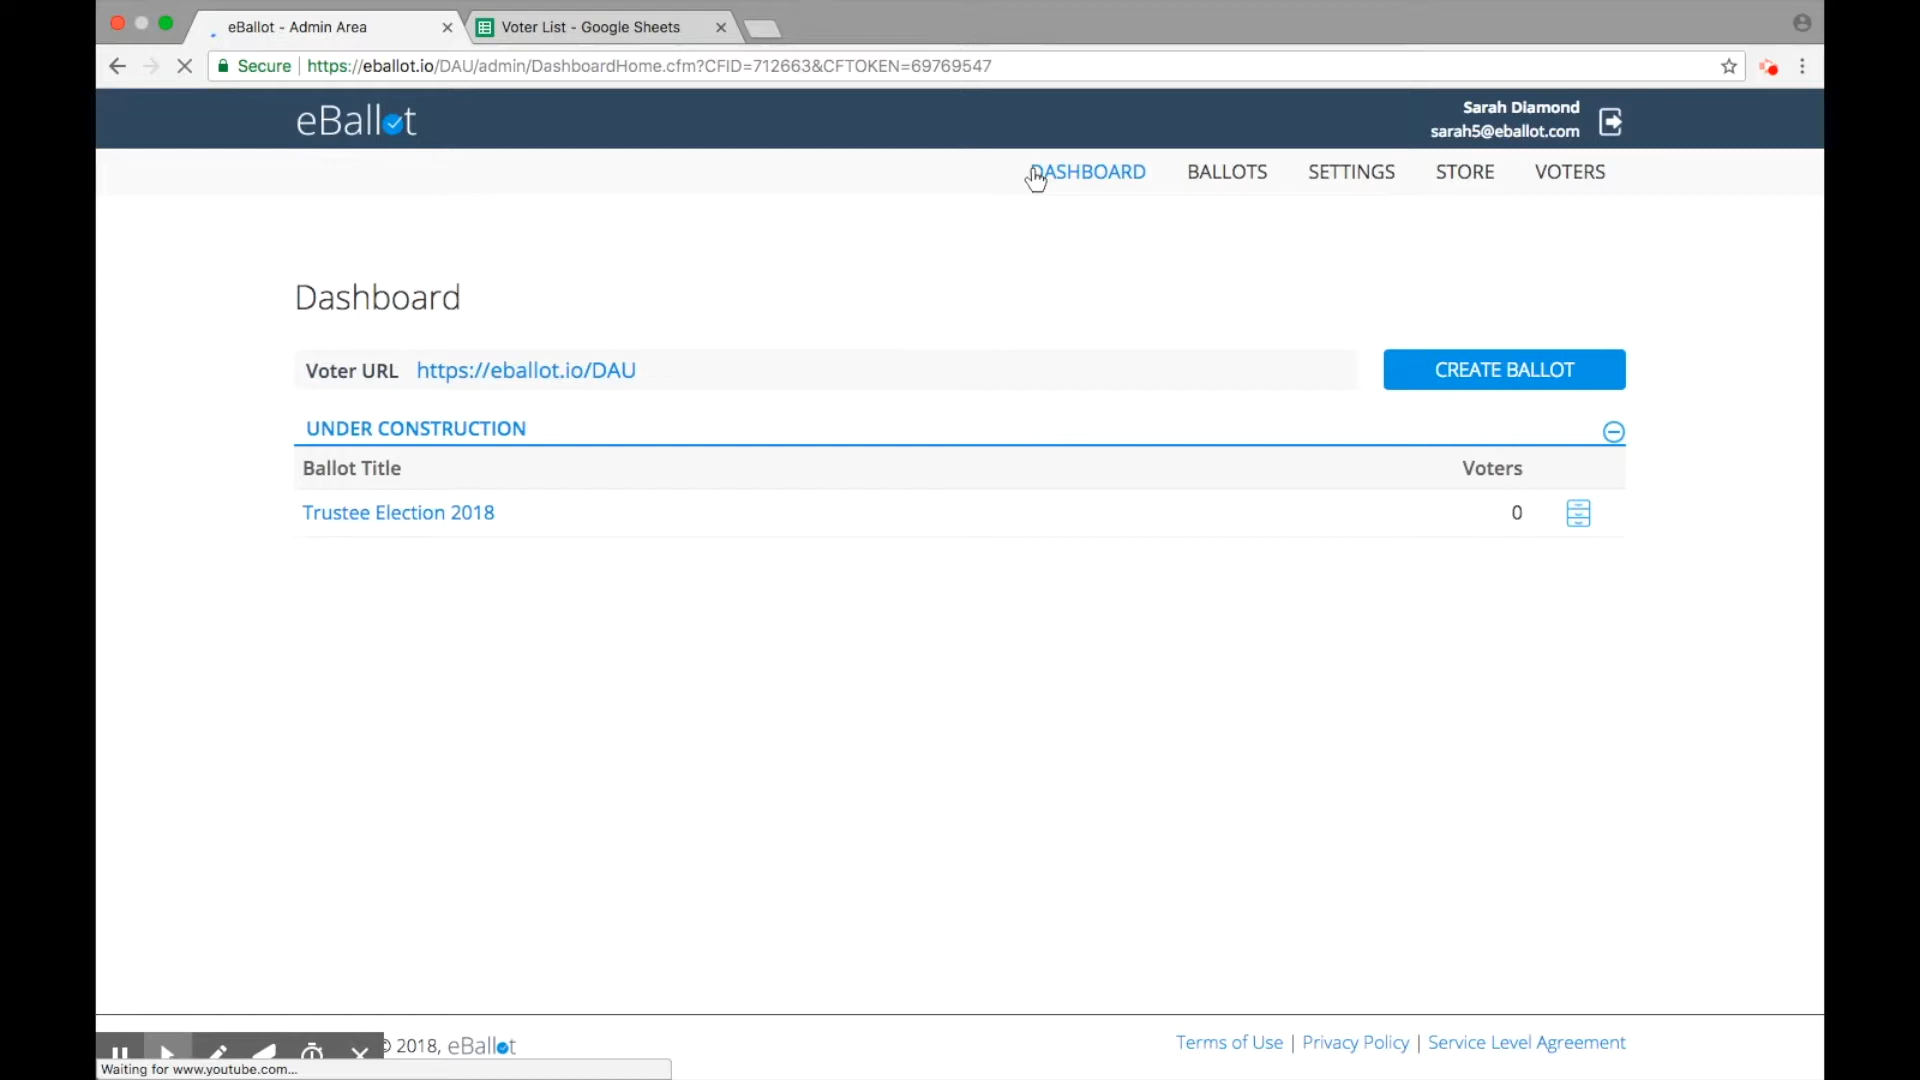 eBallot - Admin Area
Voter List - Google Sheets
Secure https://eballot.io/DAU/admin/DashboardHome.cfm?CFID=712663&CFTOKEN=69769547
eBallot
Sarah Diamond
sarah5@eballot.com
DASHBOARD BALLOTS SETTINGS STORE VOTERS
Dashboard
Voter URL https://eballot.io/DAU
CREATE BALLOT
UNDER CONSTRUCTION
Ballot Title Voters
Trustee Election 2018 0
© 2018, eBallot
Terms of Use | Privacy Policy | Service Level Agreement
Waiting for www.youtube.com...